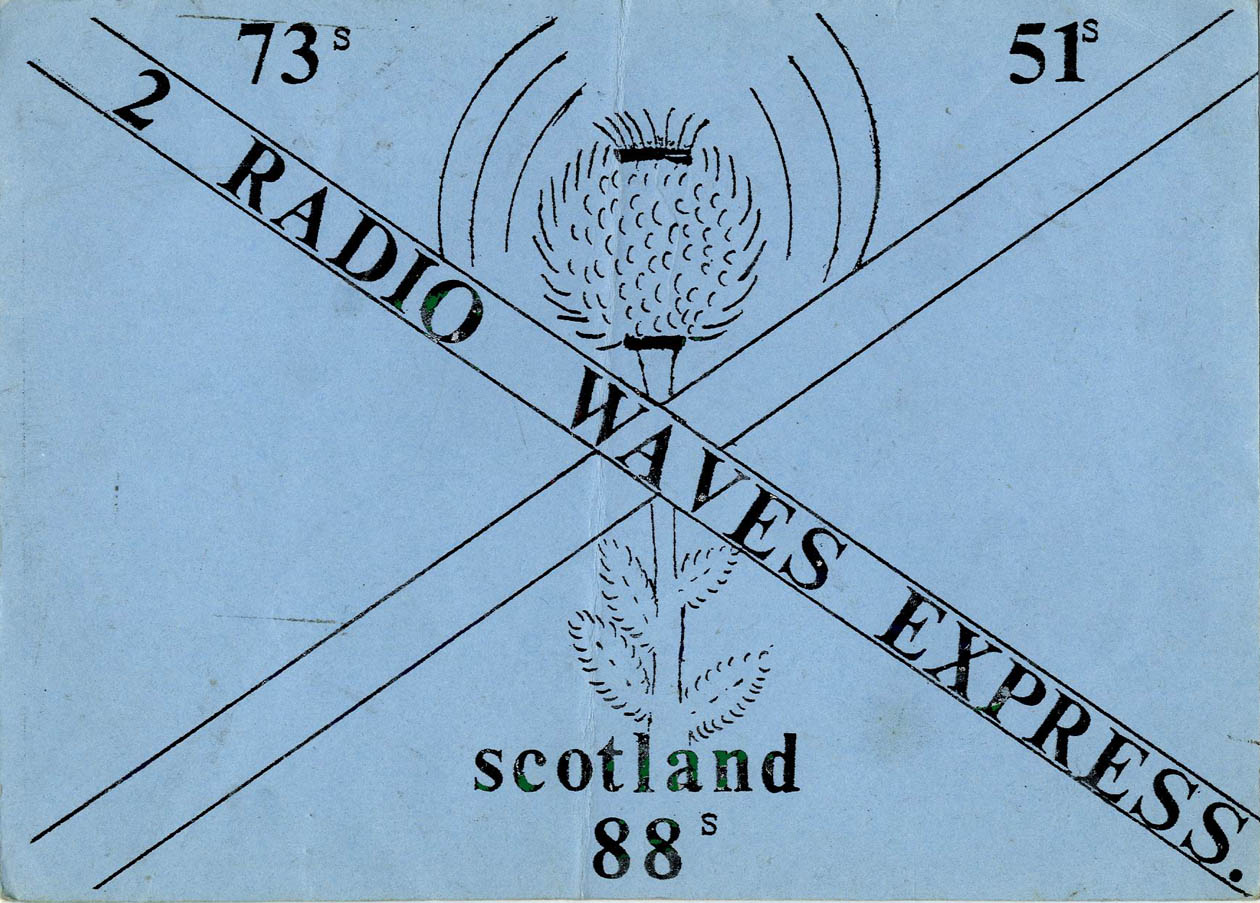 73s
51s
2 RADIO WAVES EXPRESS.
scotland
88s